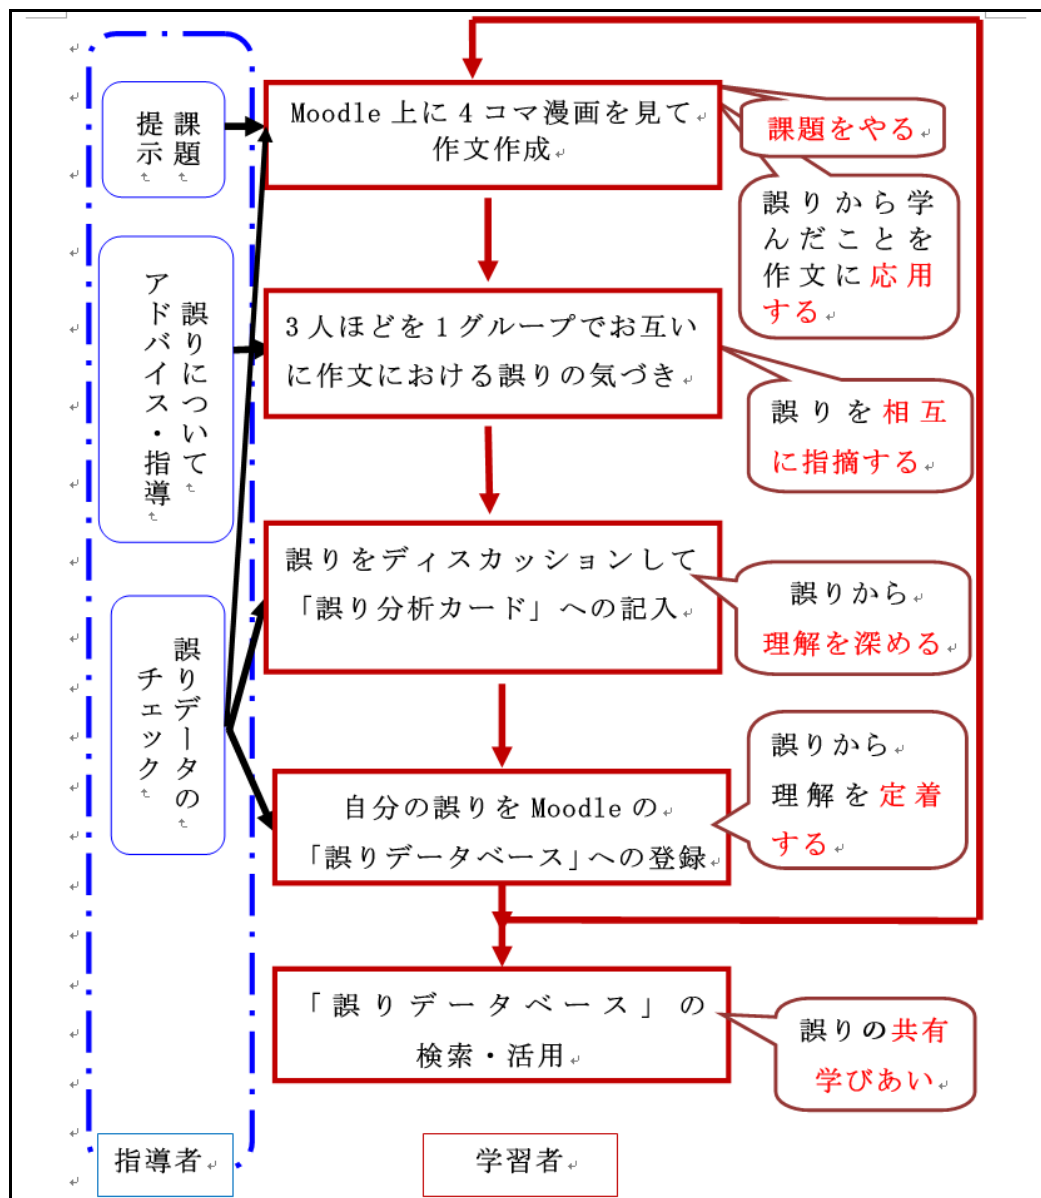 課題
提示
Moodle 上に 4 コマ漫画を見て
作文作成
課題をやる
誤りから学
んだことを
作文に応用
する
誤りについて
アドバイス・指導
3 人ほどを 1 グループでお互い
に作文における誤りの気づき
誤りを相互
に指摘する
誤りをディスカッションして
「誤り分析カード」への記入
誤りから
理解を深める
誤りデータの
チェック
自分の誤りを Moodle の
「誤りデータベース」への登録
誤りから
理解を定着
する
「誤りデータベース」の
検索・活用
誤りの共有
学びあい
指導者
学習者